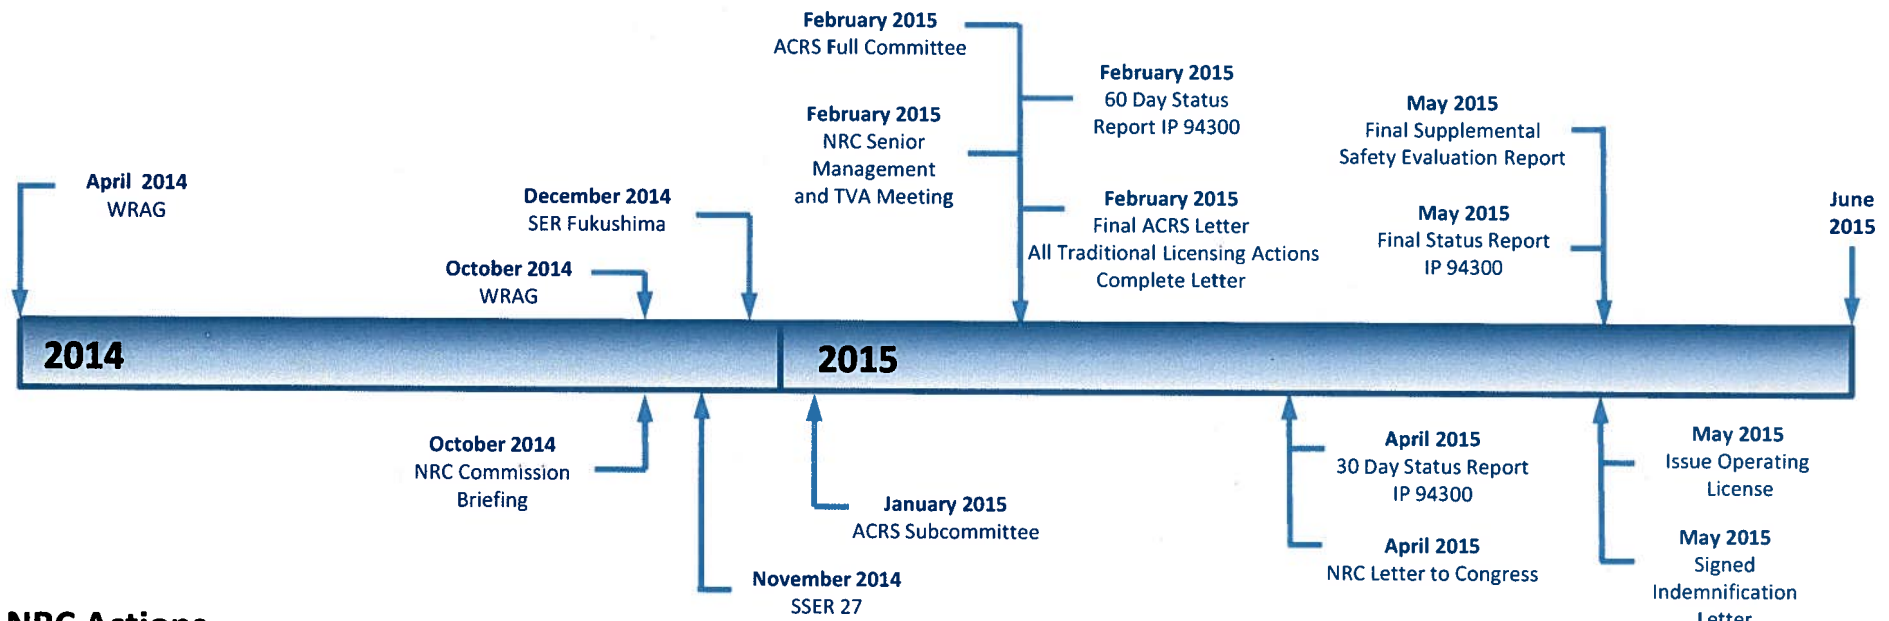 February 2015
ACRS Full Committee
February 2015
60 Day Status
Report IP 94300
February 2015
NRC Senior
Management
and TVA Meeting
May 2015
Final Supplemental
Safety Evaluation Report
April 2014
WRAG
December 2014
SER Fukushima
February 2015
Final ACRS Letter
All Traditional Licensing Actions
Complete Letter
May 2015
Final Status Report
IP 94300
June
2015
October 2014
WRAG
2014
2015
October 2014
NRC Commission
Briefing
January 2015
ACRS Subcommittee
November 2014
SSER 27
April 2015
30 Day Status Report
IP 94300
April 2015
NRC Letter to Congress
May 2015
Issue Operating
License
May 2015
Signed
Indemnification
Letter
NRC Actions